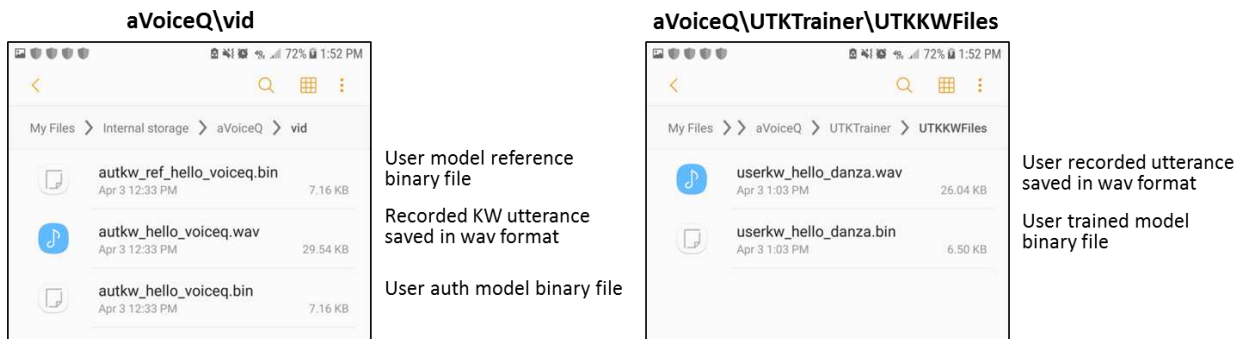 aVoiceQ\vid
72% 1:52 PM
My Files > Internal storage > aVoiceQ > vid
autkw_ref_hello_voiceq.bin
Apr 3 12:33 PM 7.16 KB
autkw_hello_voiceq.wav
Apr 3 12:33 PM 29.54 KB
autkw_hello_voiceq.bin
Apr 3 12:33 PM 7.16 KB
User model reference
binary file
Recorded KW utterance
saved in wav format
User auth model binary file
aVoiceQ\UTKTrainer\UTKKWFiles
72% 1:52 PM
My Files > > aVoiceQ > UTKTrainer > UTKKWFiles
userkw_hello_danza.wav
Apr 3 1:03 PM 26.04 KB
userkw_hello_danza.bin
Apr 3 1:03 PM 6.50 KB
User recorded utterance
saved in wav format
User trained model
binary file